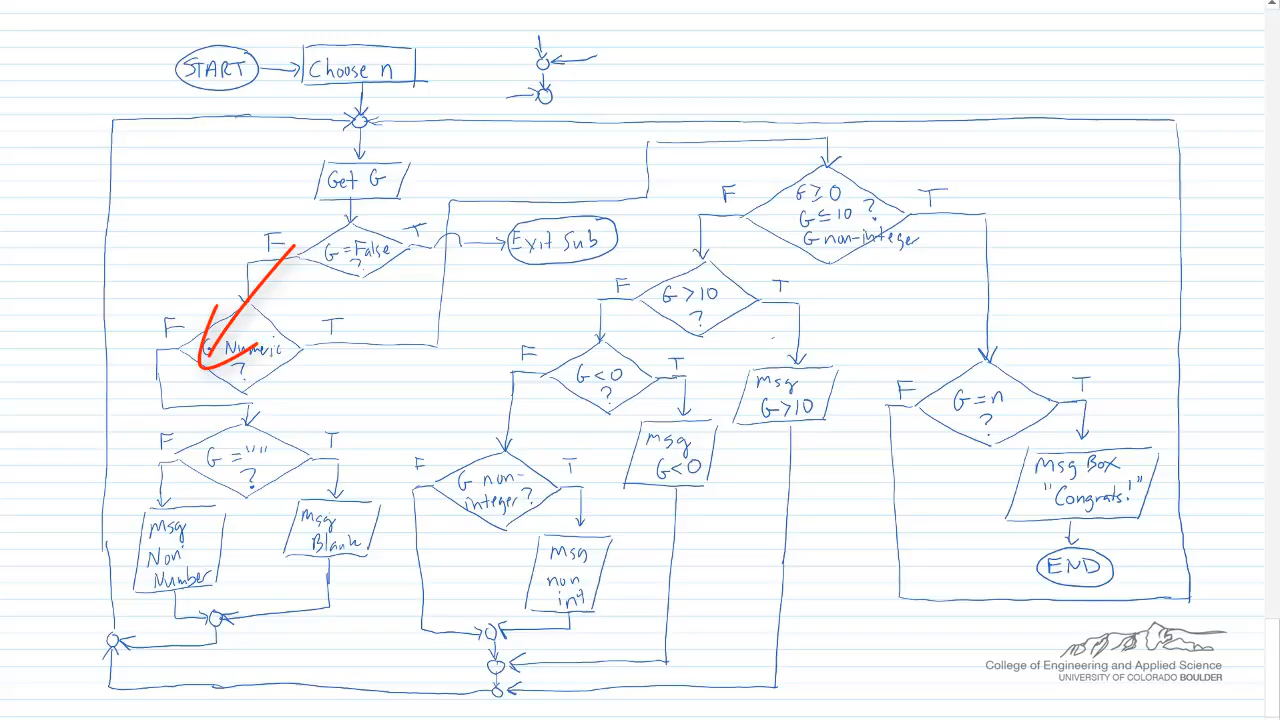 START
Choose n
Get G
F
T
G = False
?
Exit Sub
F
T
G Numeric
?
F
T
G = ""
?
Msg
Non
Number
Msg
Blank
F
T
G ≥ 0
G ≤ 10 ?
G non-integer
F
T
G > 10
?
F
T
G < 0
?
msg
G > 10
msg
G < 0
F
T
G non-
integer?
msg
non
int
F
T
G = n
?
Msg Box
"Congrats!"
END
College of Engineering and Applied Science
UNIVERSITY OF COLORADO BOULDER